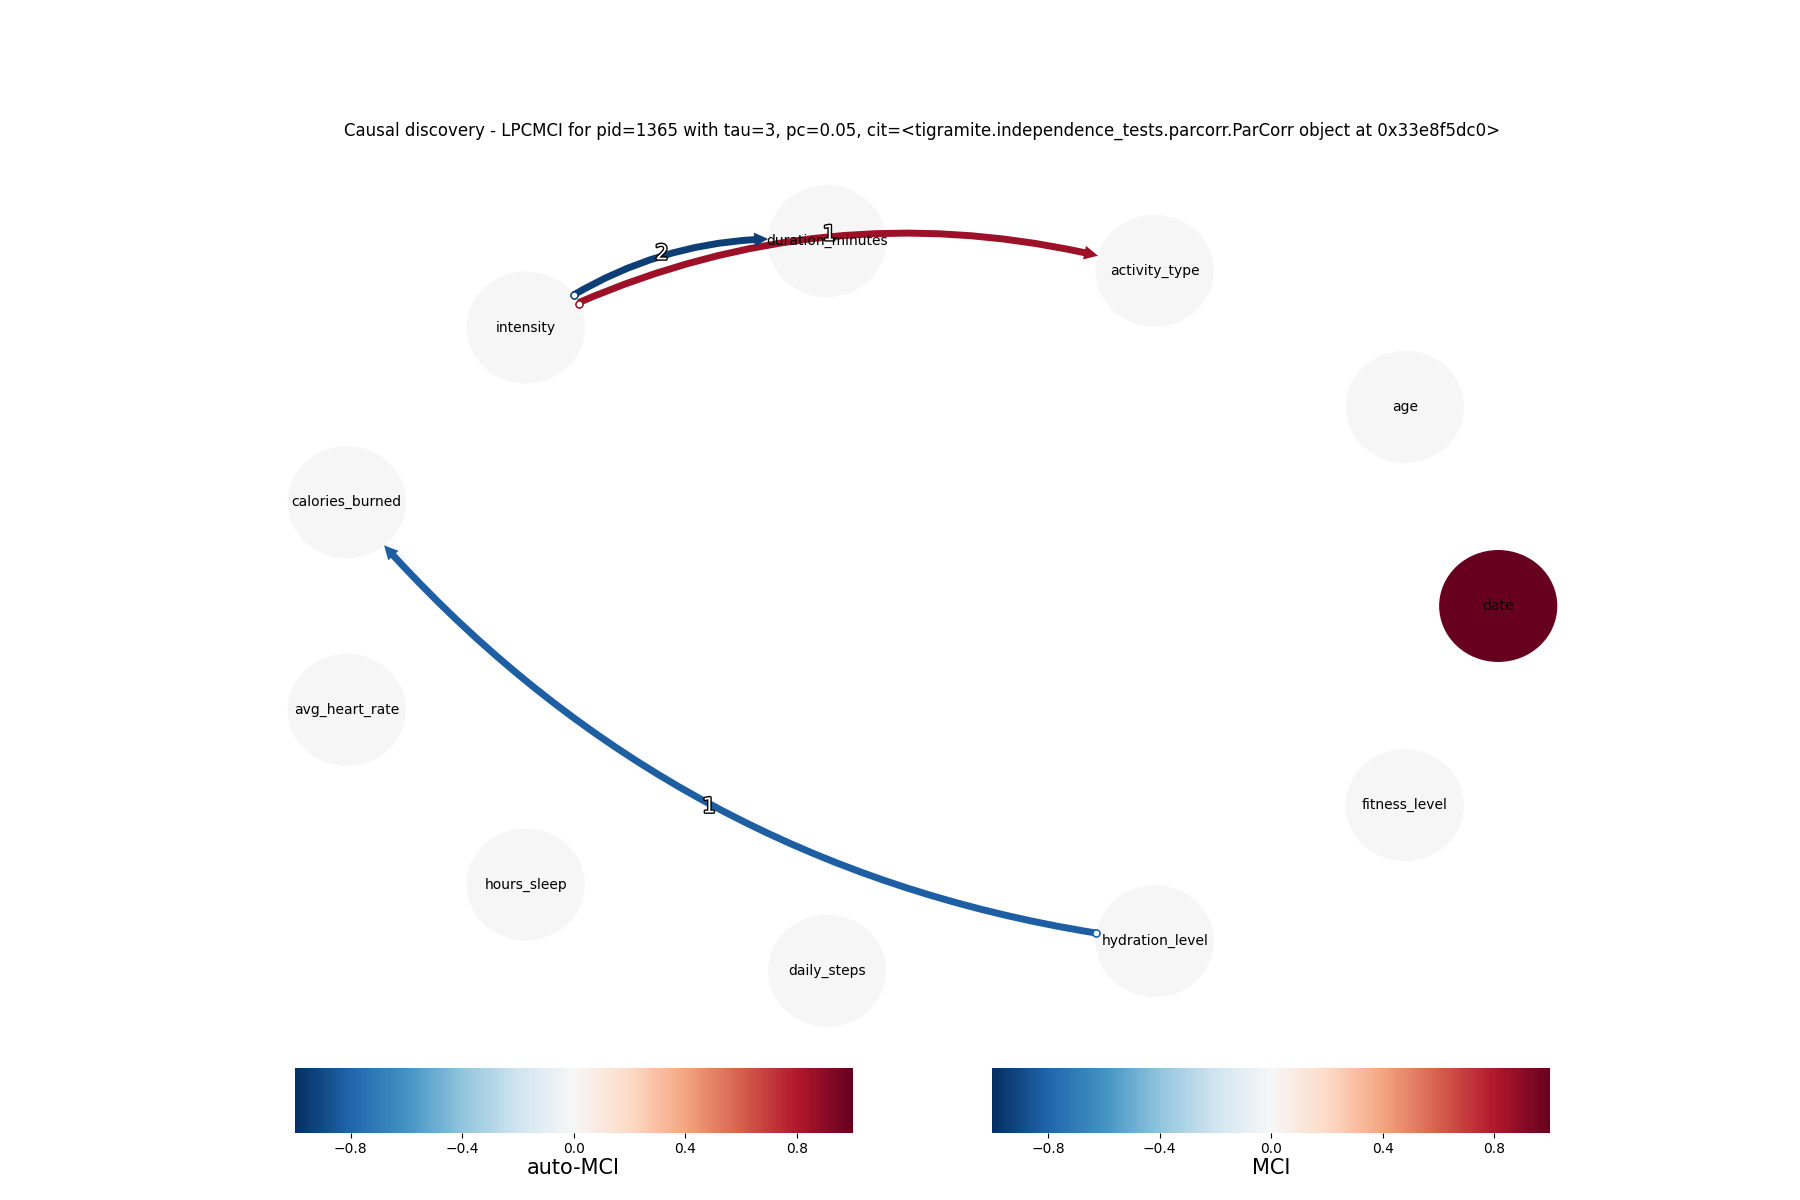 Causal discovery - LPCMCI for pid=1365 with tau=3, pc=0.05, cit=<tigramite.independence_tests.parcorr.ParCorr object at 0x33e8f5dc0>
1
duration_minutes
2
activity_type
intensity
age
calories_burned
date
avg_heart_rate
1
fitness_level
hours_sleep
hydration_level
daily_steps
−0.8 −0.4 0.0 0.4 0.8
auto-MCI
−0.8 −0.4 0.0 0.4 0.8
MCI